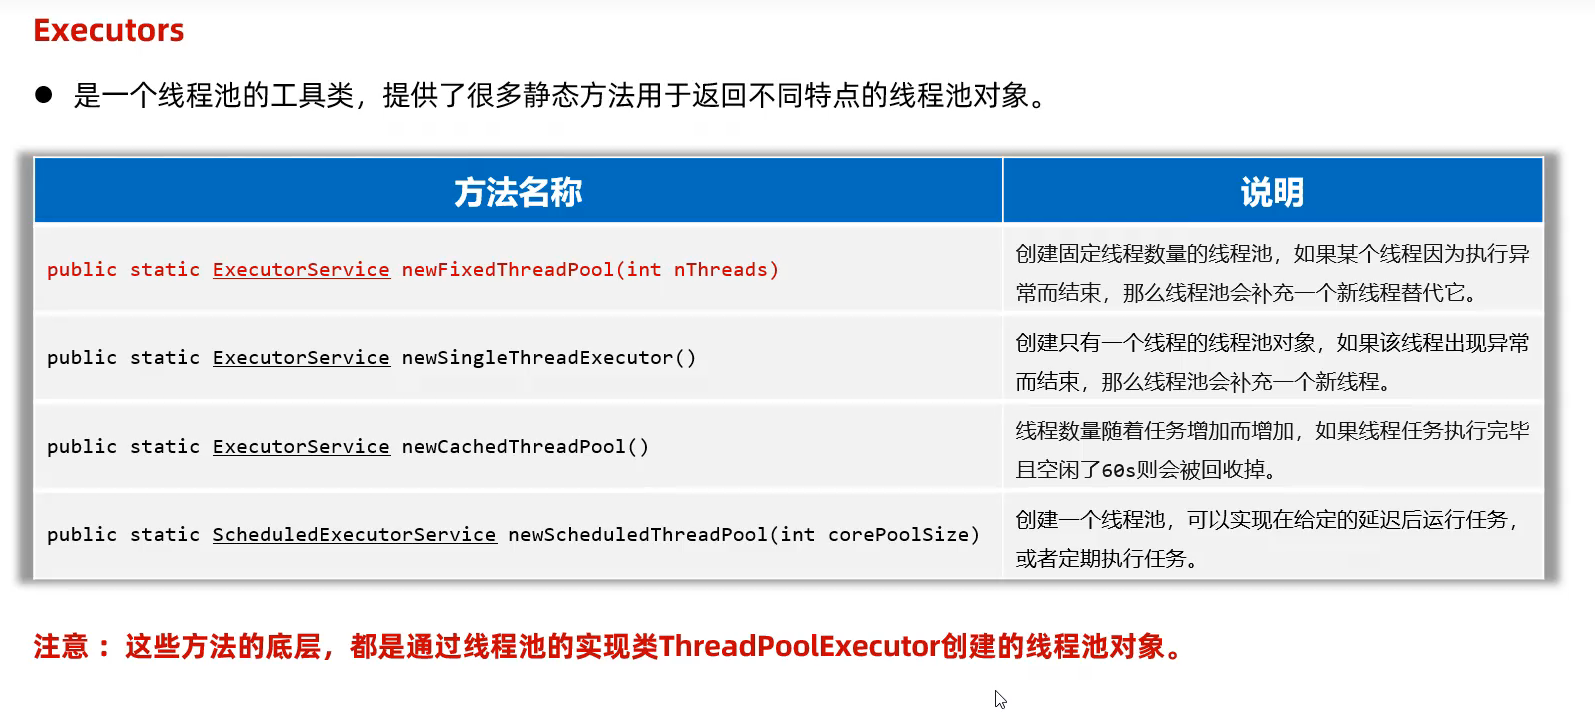 Executors
● 是一个线程池的工具类，提供了很多静态方法用于返回不同特点的线程池对象。
方法名称 说明
public static ExecutorService newFixedThreadPool(int nThreads)
创建固定线程数量的线程池，如果某个线程因为执行异
常而结束，那么线程池会补充一个新线程替代它。
public static ExecutorService newSingleThreadExecutor()
创建只有一个线程的线程池对象，如果该线程出现异常
而结束，那么线程池会补充一个新线程。
public static ExecutorService newCachedThreadPool()
线程数量随着任务增加而增加，如果线程任务执行完毕
且空闲了60s则会被回收掉。
public static ScheduledExecutorService newScheduledThreadPool(int corePoolSize)
创建一个线程池，可以实现在给定的延迟后运行任务，
或者定期执行任务。
注意 ：这些方法的底层，都是通过线程池的实现类ThreadPoolExecutor创建的线程池对象。